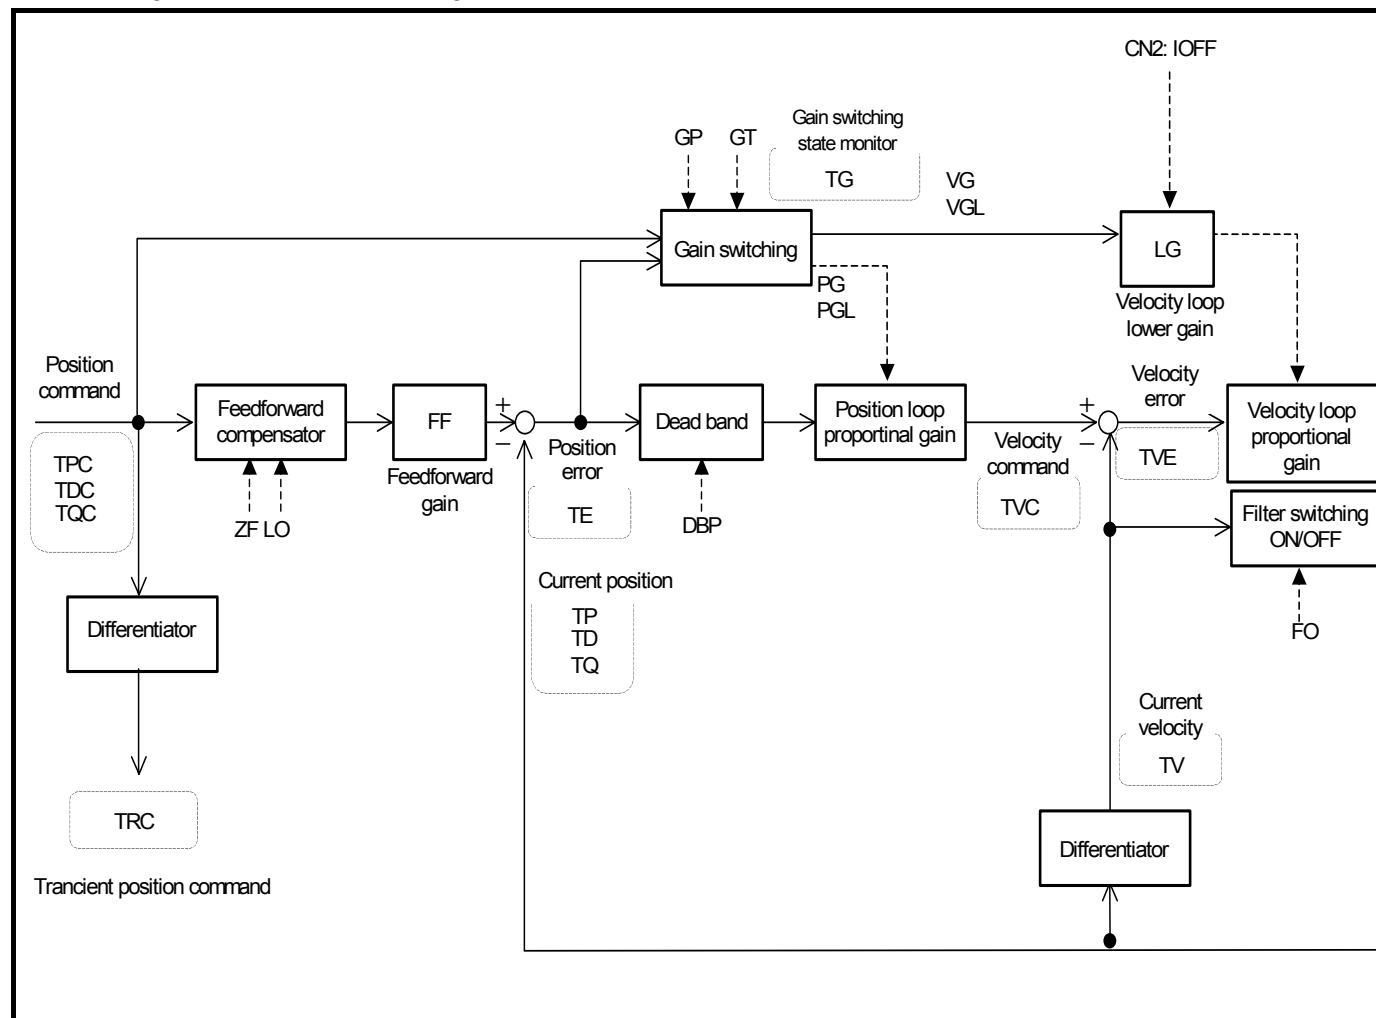 CN2: IOFF
Gain switching
state monitor
GP
GT
TG
VG
VGL
Gain switching
LG
PG
PGL
Velocity loop
lower gain
Position
command
Feedforward
compensator
FF
+
−
Dead band
Position loop
proportinal gain
+
−
Velocity
error
Velocity loop
proportional
gain
Feedforward
gain
Position
error
Velocity
command
TVE
TPC
TDC
TQC
TE
TVC
ZF LO
DBP
Filter switching
ON/OFF
Current position
TP
TD
TQ
FO
Differentiator
Current
velocity
TV
TRC
Differentiator
Trancient position command